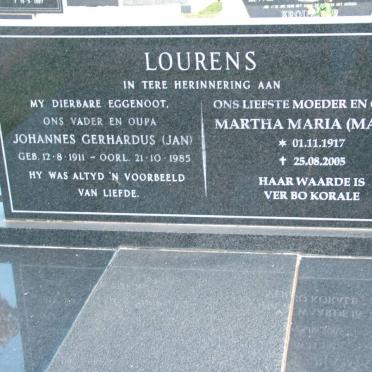 LOURENS
IN TERE HERINNERING AAN
MY DIERBARE EGGENOOT,
ONS VADER EN OUPA
JOHANNES GERHARDUS (JAN)
GEB. 12-8-1911 - OORL. 21-10-1985
HY WAS ALTYD 'N VOORBEELD
VAN LIEFDE.
ONS LIEFSTE MOEDER EN
MARTHA MARIA (MA
* 01.11.1917
✝ 25.08.2005
HAAR WAARDE IS
VER BO KORALE